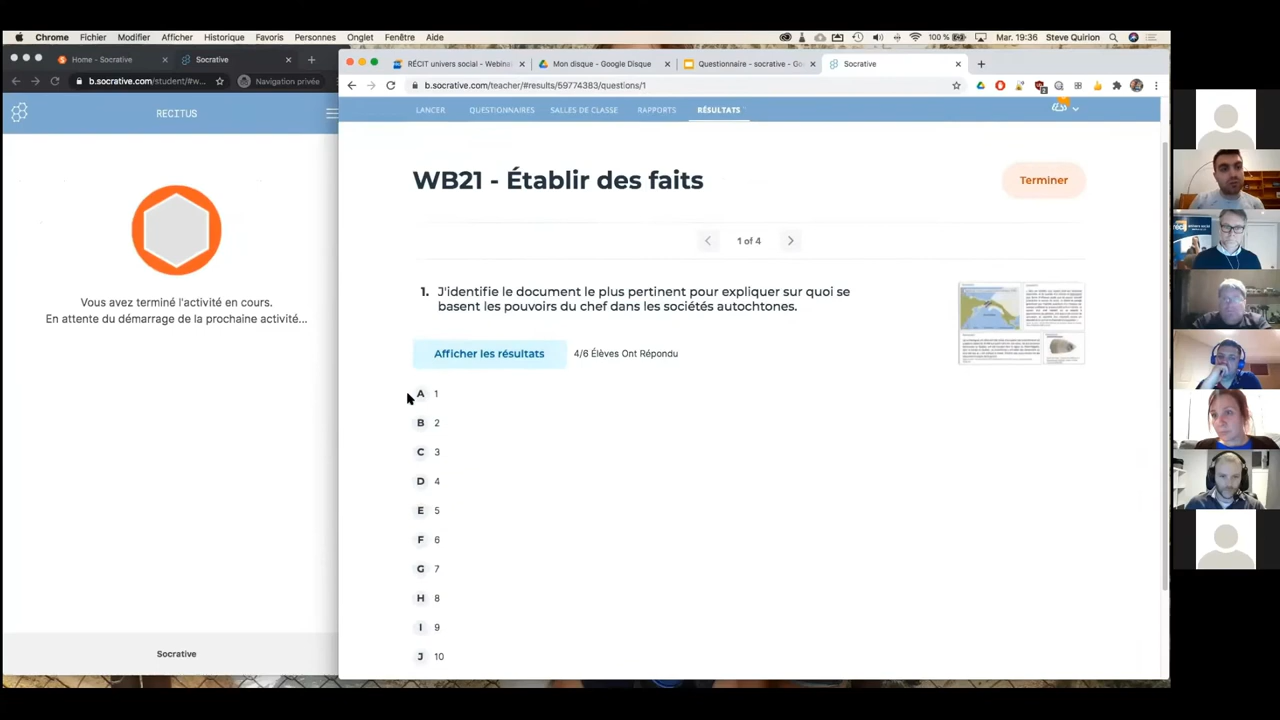 Chrome Fichier Modifier Afficher Historique Favoris Personnes Onglet Fenêtre Aide 100 % Mar. 19:36 Steve Quirion
Home - Socrative Socrative
b.socrative.com/student/#w... Navigation privée
RECITUS
Vous avez terminé l'activité en cours.
En attente du démarrage de la prochaine activité...
Socrative
RÉCIT univers social - Webina Mon disque - Google Disque Questionnaire - socrative - Go Socrative
b.socrative.com/teacher/#results/59774383/questions/1
LANCER QUESTIONNAIRES SALLES DE CLASSE RAPPORTS RÉSULTATS
WB21 - Établir des faits
Terminer
1 of 4
1. J'identifie le document le plus pertinent pour expliquer sur quoi se
basent les pouvoirs du chef dans les sociétés autochtones.
Afficher les résultats 4/6 Élèves Ont Répondu
A 1
B 2
C 3
D 4
E 5
F 6
G 7
H 8
I 9
J 10